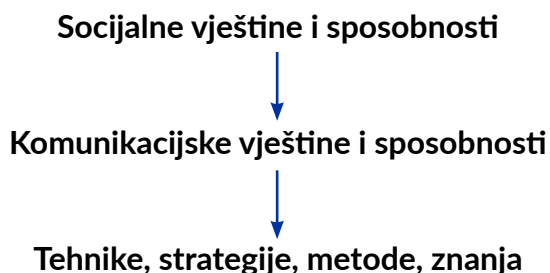 Socijalne vještine i sposobnosti
Komunikacijske vještine i sposobnosti
Tehnike, strategije, metode, znanja